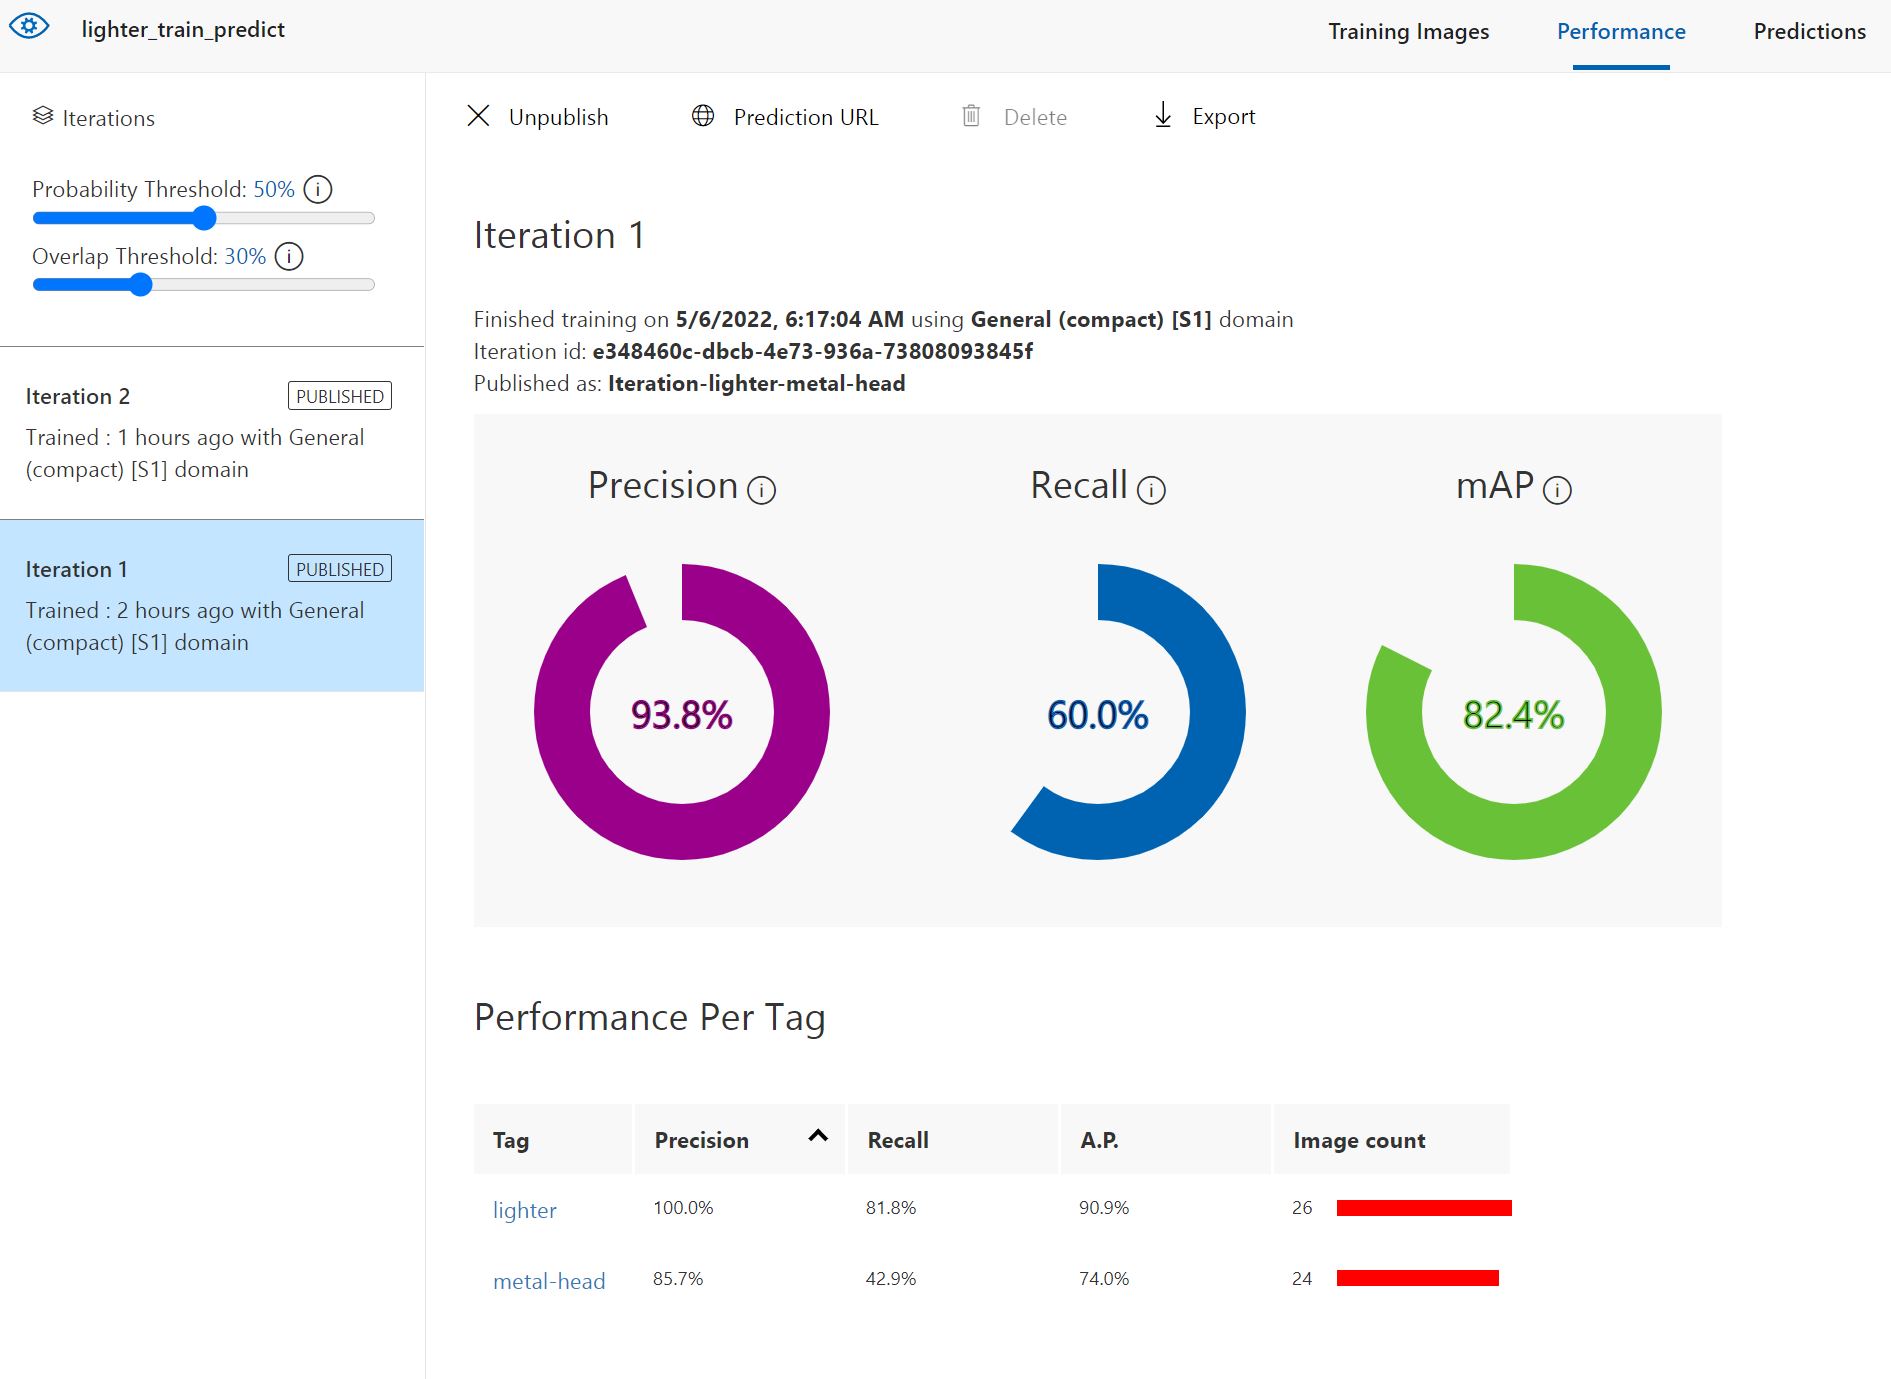 lighter_train_predict
Training Images
Performance
Predictions
Iterations
Probability Threshold: 50% i
Overlap Threshold: 30% i
Iteration 2 PUBLISHED
Trained : 1 hours ago with General
(compact) [S1] domain
Iteration 1 PUBLISHED
Trained : 2 hours ago with General
(compact) [S1] domain
Unpublish
Prediction URL
Delete
Export
Iteration 1
Finished training on 5/6/2022, 6:17:04 AM using General (compact) [S1] domain
Iteration id: e348460c-dbcb-4e73-936a-73808093845f
Published as: Iteration-lighter-metal-head
Precision i
Recall i
mAP i
93.8%
60.0%
82.4%
Performance Per Tag
Tag Precision Recall A.P. Image count
lighter 100.0% 81.8% 90.9% 26
metal-head 85.7% 42.9% 74.0% 24